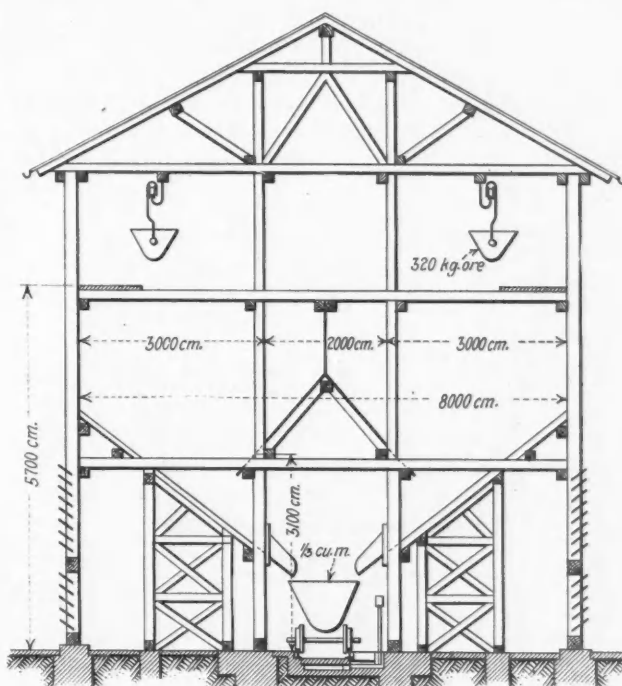 320 kg. ore
3000 cm.
2000 cm.
3000 cm.
8000 cm.
5700 cm.
3100 cm.
⅓ cu. m.